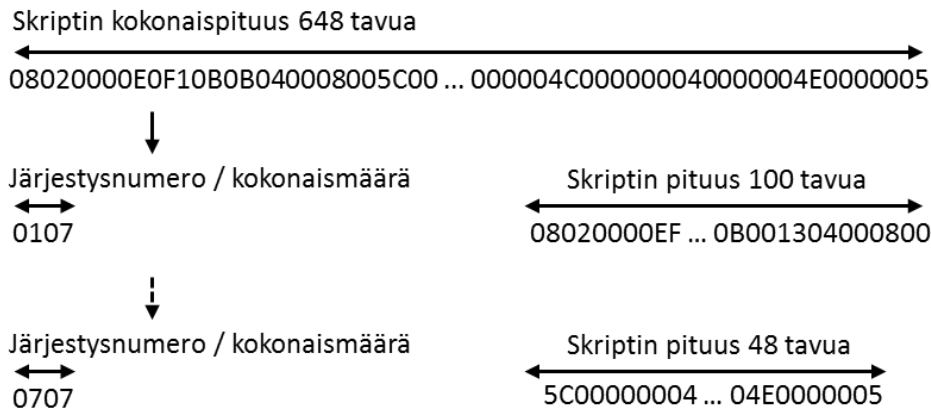 Skriptin kokonaispituus 648 tavua
08020000E0F10B0B040008005C00 ... 000004C000000040000004E0000005
Järjestysnumero / kokonaismäärä Skriptin pituus 100 tavua
0107 08020000EF ... 0B001304000800
Järjestysnumero / kokonaismäärä Skriptin pituus 48 tavua
0707 5C00000004 ... 04E0000005